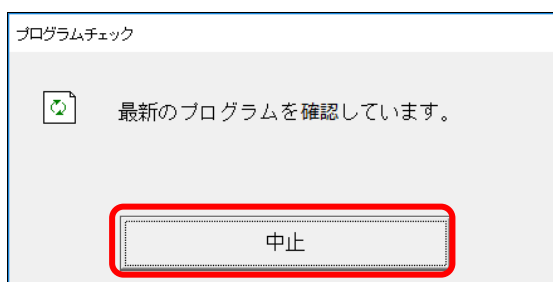 プログラムチェック
最新のプログラムを確認しています。
中止